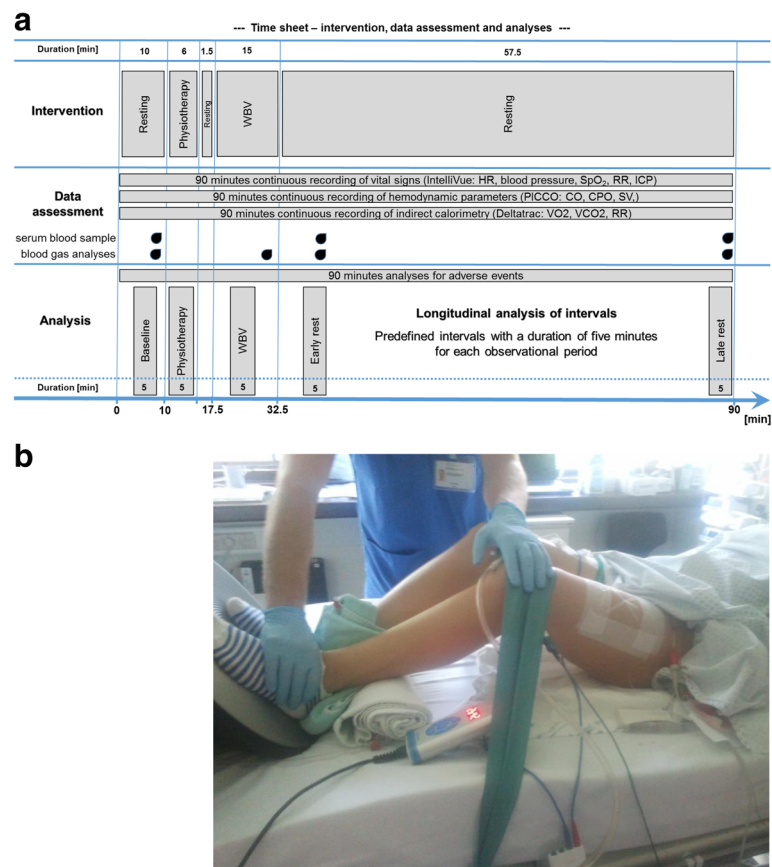 a
--- Time sheet – intervention, data assessment and analyses ---
Duration [min] 10 6 1.5 15 57.5
Intervention
Resting
Physiotherapy
Resting
WBV
Resting
Data
assessment
90 minutes continuous recording of vital signs (IntelliVue: HR, blood pressure, SpO₂, RR, ICP)
90 minutes continuous recording of hemodynamic parameters (PICCO: CO, CPO, SV,)
90 minutes continuous recording of indirect calorimetry (Deltatrac: VO2, VCO2, RR)
serum blood sample
blood gas analyses
90 minutes analyses for adverse events
Analysis
Baseline
Physiotherapy
WBV
Early rest
Longitudinal analysis of intervals
Predefined intervals with a duration of five minutes
for each observational period
Late rest
Duration [min] 5 5 5 5 5
0 10 17.5 32.5 90
[min]
b